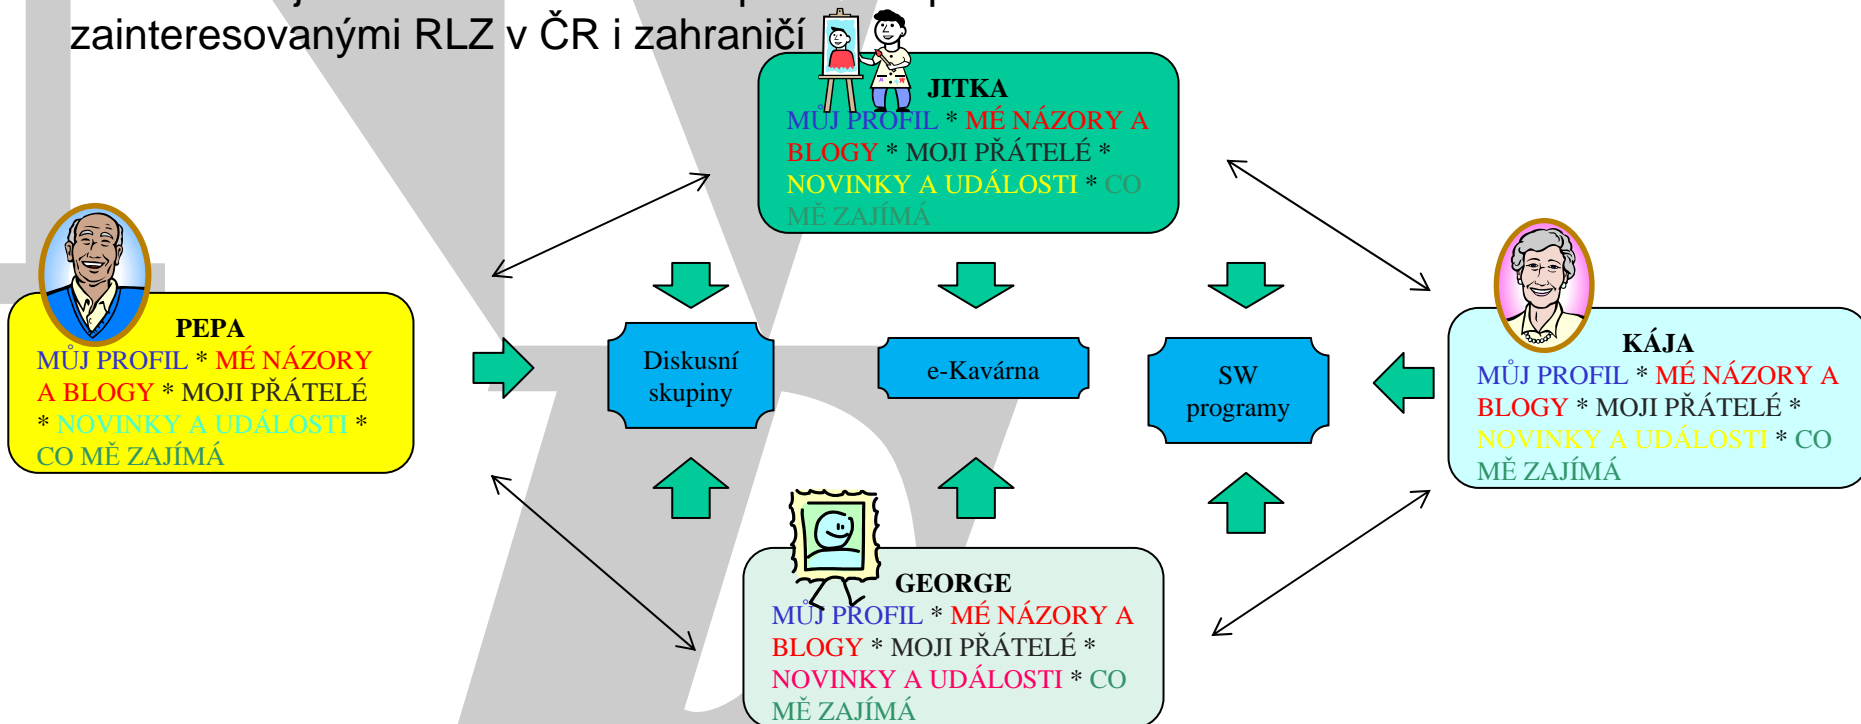 zainteresovanými RLZ v ČR i zahraničí
JITKA
MŮJ PROFIL * MÉ NÁZORY A
BLOGY * MOJI PŘÁTELÉ *
NOVINKY A UDÁLOSTI * CO
MĚ ZAJÍMÁ
PEPA
MŮJ PROFIL * MÉ NÁZORY
A BLOGY * MOJI PŘÁTELÉ
* NOVINKY A UDÁLOSTI *
CO MĚ ZAJÍMÁ
Diskusní
skupiny
e-Kavárna
SW
programy
KÁJA
MŮJ PROFIL * MÉ NÁZORY A
BLOGY * MOJI PŘÁTELÉ *
NOVINKY A UDÁLOSTI * CO
MĚ ZAJÍMÁ
GEORGE
MŮJ PROFIL * MÉ NÁZORY A
BLOGY * MOJI PŘÁTELÉ *
NOVINKY A UDÁLOSTI * CO
MĚ ZAJÍMÁ